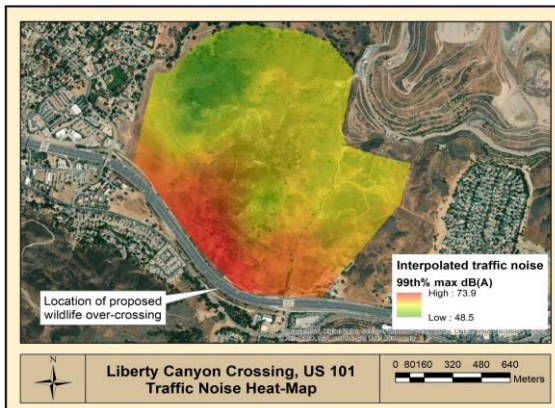 Interpolated traffic noise
99th% max dB(A)
High : 73.9
Low : 48.5
Location of proposed
wildlife over-crossing
N
Liberty Canyon Crossing, US 101
Traffic Noise Heat-Map
0 80160 320 480 640
Meters